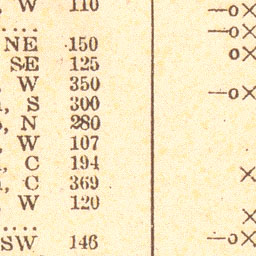 W 110 —o×
..... —o×
NE 150 o×
SE 125
W 350 —o×
, S 300
, N 280
, W 107
, C 194 ×
, C 369
W 120
..... ×
SW 146 —o×